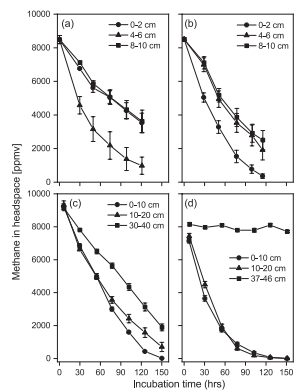 Methane in headspace [ppmv]
10000
8000
6000
4000
2000
0
(a)
0-2 cm
4-6 cm
8-10 cm
(b)
0-2 cm
4-6 cm
8-10 cm
10000
8000
6000
4000
2000
0
(c)
0-10 cm
10-20 cm
30-40 cm
(d)
0-10 cm
10-20 cm
37-46 cm
0 30 60 90 120 150
0 30 60 90 120 150
Incubation time (hrs)